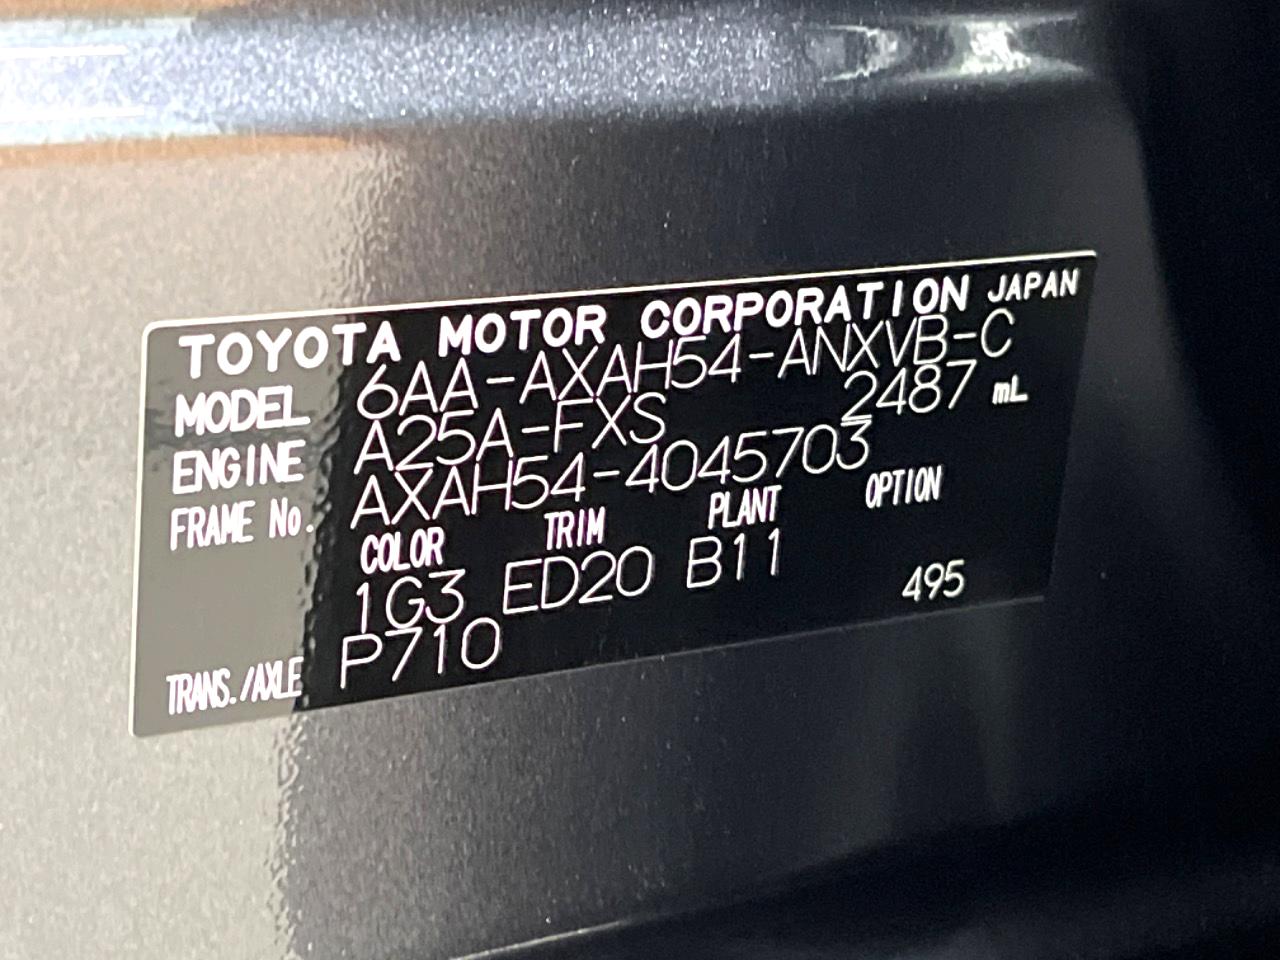 TOYOTA MOTOR CORPORATION JAPAN
MODEL 6AA-AXAH54-ANXVB-C
ENGINE A25A-FXS 2487 mL
FRAME No. AXAH54-4045703
COLOR TRIM PLANT OPTION
1G3 ED20 B11
TRANS./AXLE P710 495